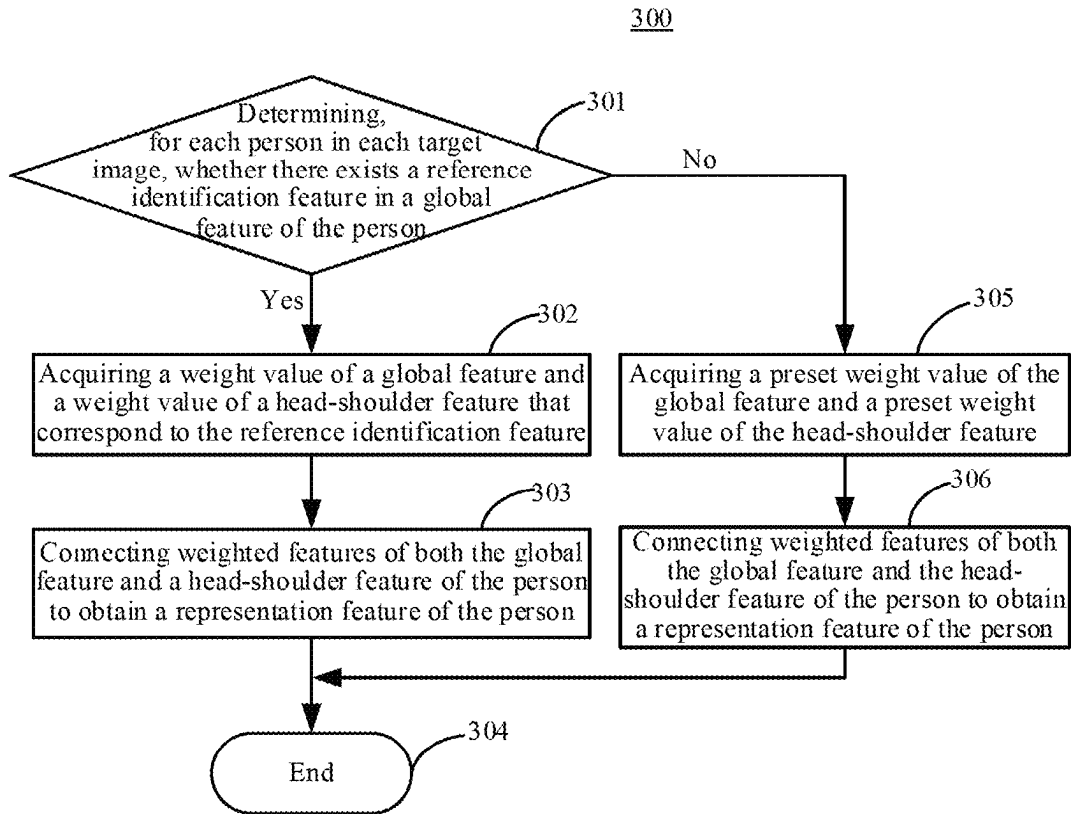 300
Determining,
for each person in each target
image, whether there exists a reference
identification feature in a global
feature of the person
301
No
Yes
302
Acquiring a weight value of a global feature and
a weight value of a head-shoulder feature that
correspond to the reference identification feature
305
Acquiring a preset weight value of the
global feature and a preset weight
value of the head-shoulder feature
303
Connecting weighted features of both the global
feature and a head-shoulder feature of the person
to obtain a representation feature of the person
306
Connecting weighted features of both
the global feature and the head-
shoulder feature of the person to obtain
a representation feature of the person
304
End